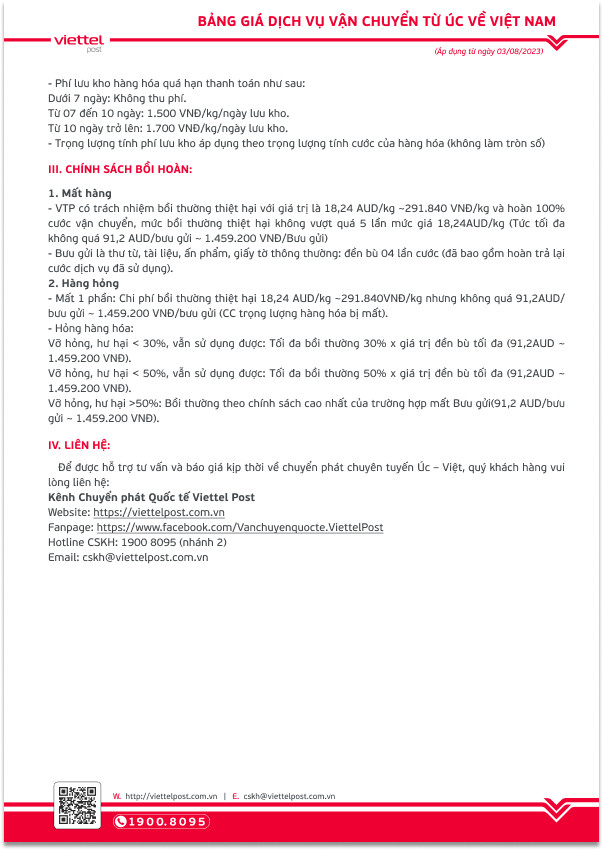 BẢNG GIÁ DỊCH VỤ VẬN CHUYỂN TỪ ÚC VỀ VIỆT NAM
viettel
post
(Áp dụng từ ngày 03/08/2023)
- Phí lưu kho hàng hóa quá hạn thanh toán như sau:
Dưới 7 ngày: Không thu phí.
Từ 07 đến 10 ngày: 1.500 VNĐ/kg/ngày lưu kho.
Từ 10 ngày trở lên: 1.700 VNĐ/kg/ngày lưu kho.
- Trọng lượng tính phí lưu kho áp dụng theo trọng lượng tính cước của hàng hóa (không làm tròn số)
III. CHÍNH SÁCH BỒI HOÀN:
1. Mất hàng
- VTP có trách nhiệm bồi thường thiệt hại với giá trị là 18,24 AUD/kg ~291.840 VNĐ/kg và hoàn 100%
cước vận chuyển, mức bồi thường thiệt hại không vượt quá 5 lần mức giá 18,24AUD/kg (Tức tối đa
không quá 91,2 AUD/bưu gửi ~ 1.459.200 VNĐ/Bưu gửi)
- Bưu gửi là thư từ, tài liệu, ấn phẩm, giấy tờ thông thường: đền bù 04 lần cước (đã bao gồm hoàn trả lại
cước dịch vụ đã sử dụng).
2. Hàng hỏng
- Mất 1 phần: Chi phí bồi thường thiệt hại 18,24 AUD/kg ~291.840VNĐ/kg nhưng không quá 91,2AUD/
bưu gửi ~ 1.459.200 VNĐ/bưu gửi (CC trọng lượng hàng hóa bị mất).
- Hỏng hàng hóa:
Vỡ hỏng, hư hại < 30%, vẫn sử dụng được: Tối đa bồi thường 30% x giá trị đền bù tối đa (91,2AUD ~
1.459.200 VNĐ).
Vỡ hỏng, hư hại < 50%, vẫn sử dụng được: Tối đa bồi thường 50% x giá trị đền bù tối đa (91,2AUD ~
1.459.200 VNĐ).
Vỡ hỏng, hư hại >50%: Bồi thường theo chính sách cao nhất của trường hợp mất Bưu gửi(91,2 AUD/bưu
gửi ~ 1.459.200 VNĐ).
IV. LIÊN HỆ:
Để được hỗ trợ tư vấn và báo giá kịp thời về chuyển phát chuyên tuyến Úc – Việt, quý khách hàng vui
lòng liên hệ:
Kênh Chuyển phát Quốc tế Viettel Post
Website: https://viettelpost.com.vn
Fanpage: https://www.facebook.com/Vanchuyenquocte.ViettelPost
Hotline CSKH: 1900 8095 (nhánh 2)
Email: cskh@viettelpost.com.vn
W. http://viettelpost.com.vn | E. cskh@viettelpost.com.vn
1900.8095